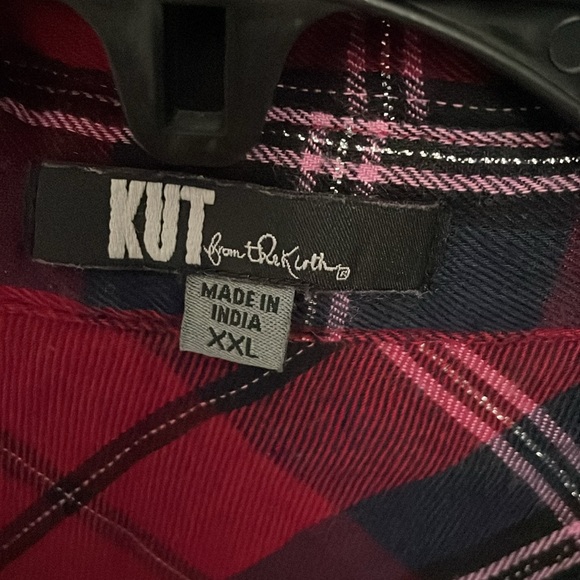 KUT from the Kloth
MADE IN
INDIA
XXL